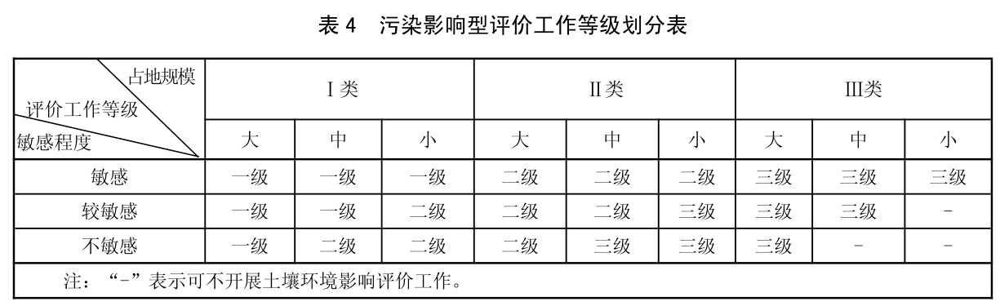 表 4 污染影响型评价工作等级划分表
占地规模
评价工作等级
敏感程度
Ⅰ类 Ⅱ类 Ⅲ类
大 中 小 大 中 小 大 中 小
敏感 一级 一级 一级 二级 二级 二级 三级 三级 三级
较敏感 一级 一级 二级 二级 二级 三级 三级 三级 -
不敏感 一级 二级 二级 二级 三级 三级 三级 - -
注：“-”表示可不开展土壤环境影响评价工作。